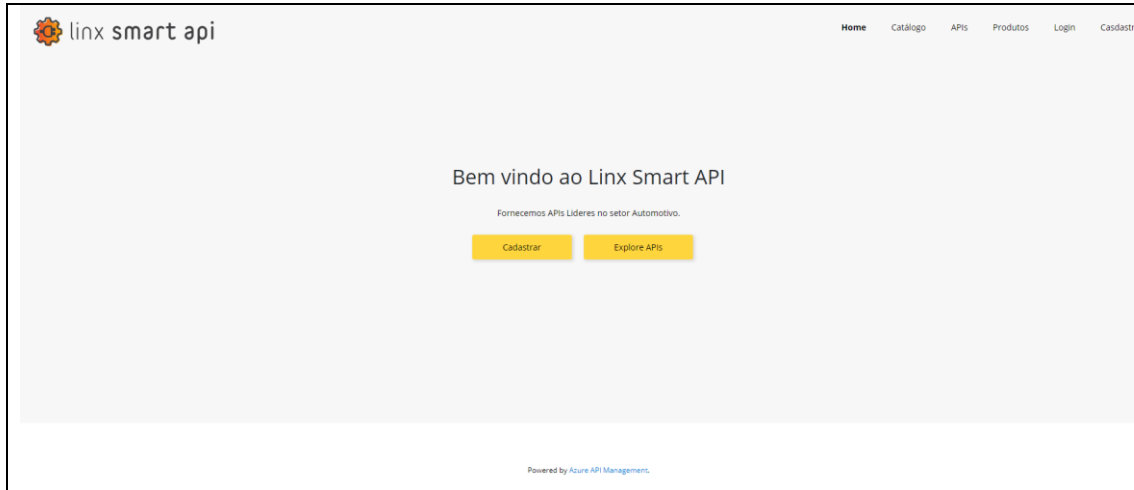 linx smart api
Home Catálogo APIs Produtos Login Casdastr
Bem vindo ao Linx Smart API
Fornecemos APIs Líderes no setor Automotivo.
Cadastrar Explore APIs
Powered by Azure API Management.